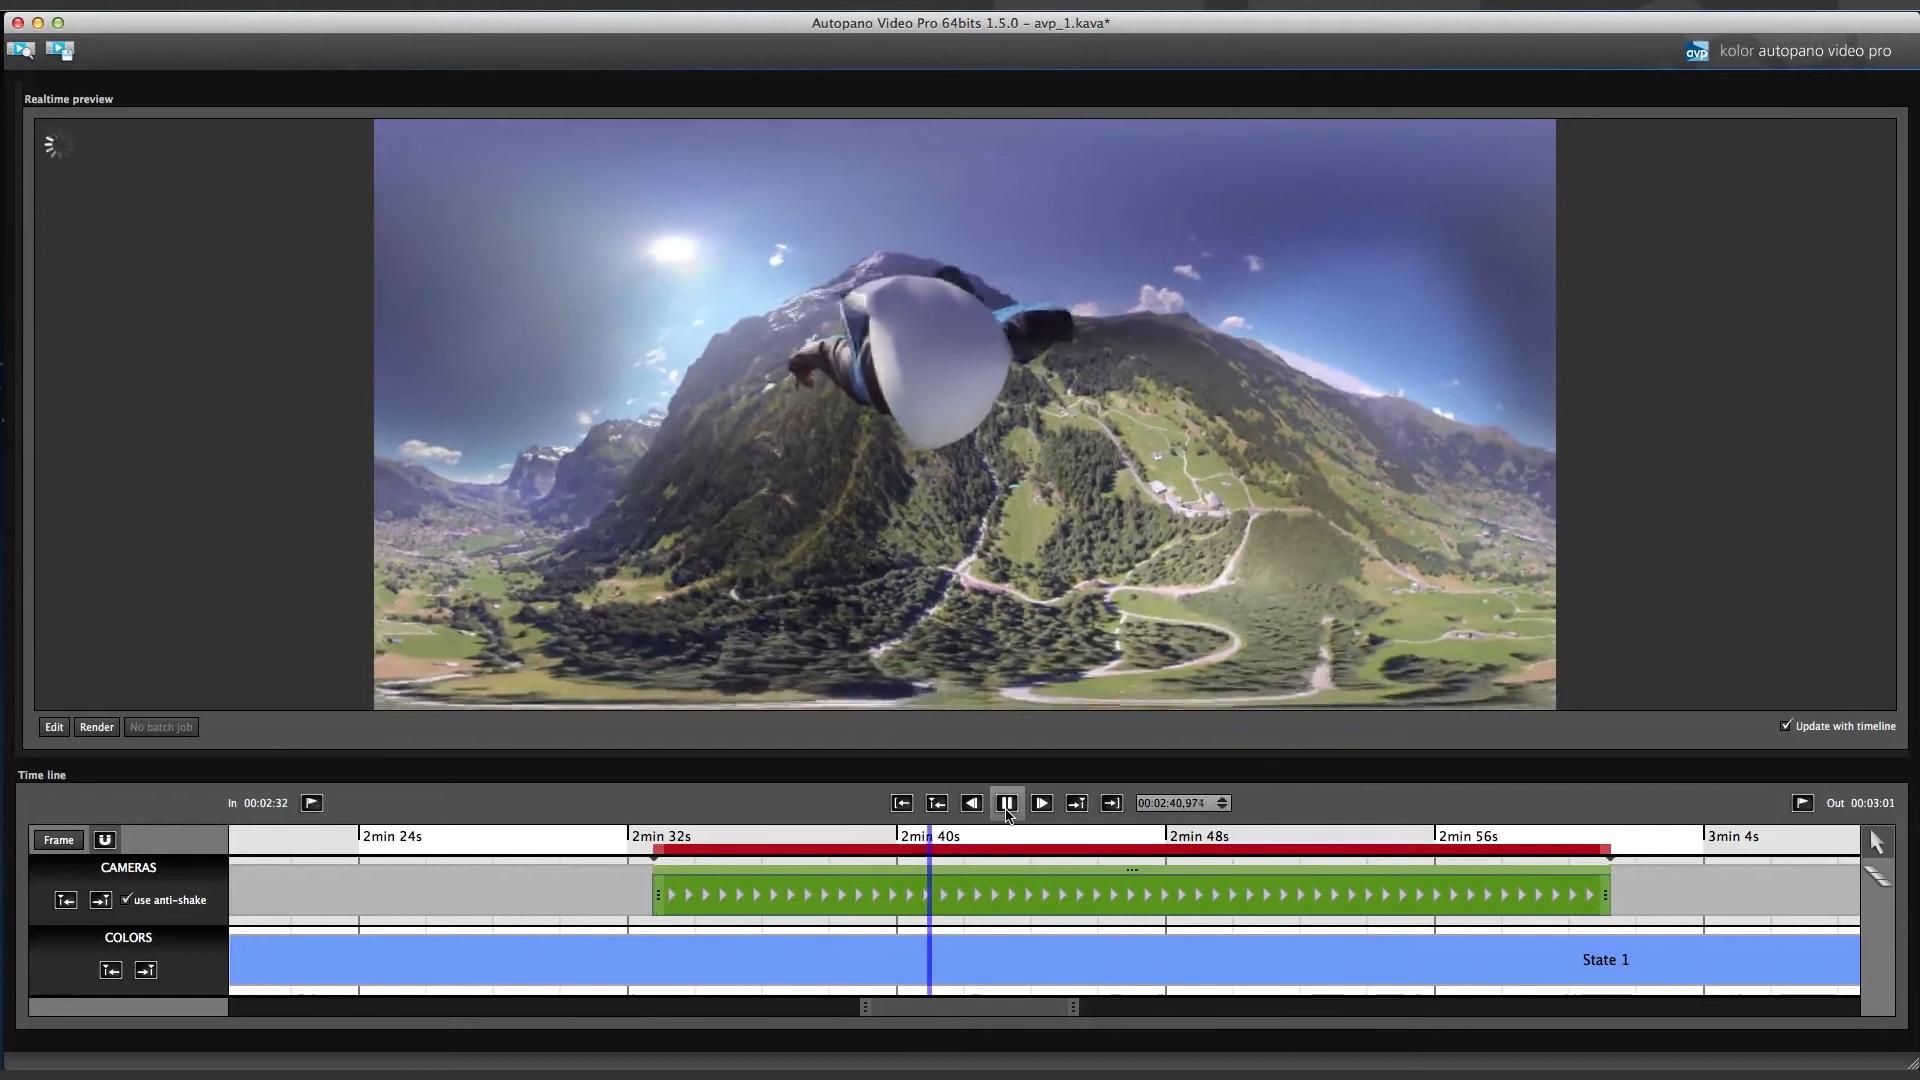 Autopano Video Pro 64bits 1.5.0 - avp_1.kava*
avp kolor autopano video pro
Realtime preview
Edit Render No batch job
Update with timeline
Time line
In 00:02:32
00:02:40,974
Out 00:03:01
Frame
2min 24s 2min 32s 2min 40s 2min 48s 2min 56s 3min 4s
CAMERAS
use anti-shake
COLORS
State 1